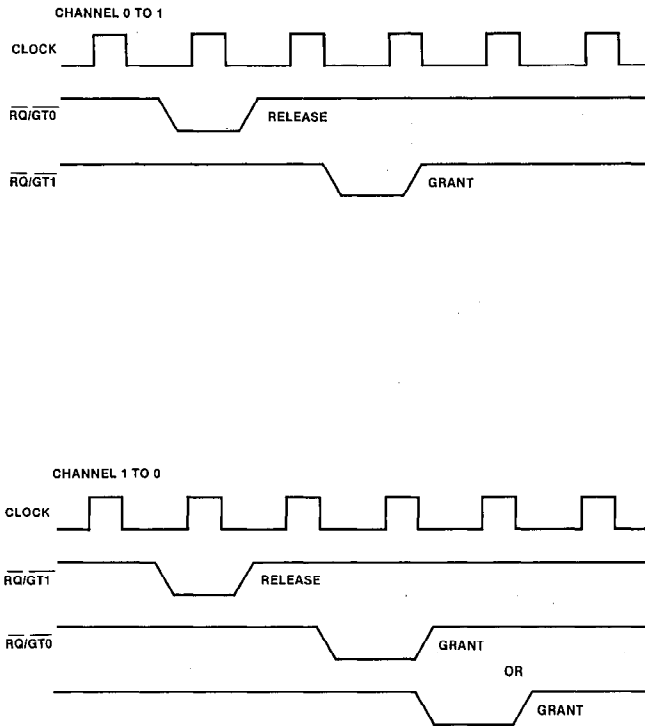 CHANNEL 0 TO 1
CLOCK
RQ/GT0
RELEASE
RQ/GT1
GRANT
CHANNEL 1 TO 0
CLOCK
RQ/GT1
RELEASE
RQ/GT0
GRANT
OR
GRANT